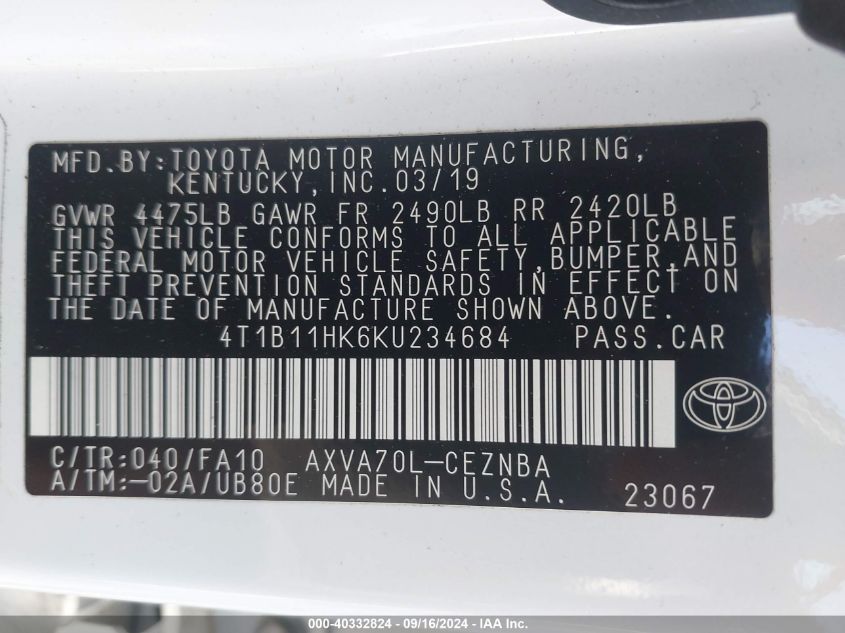 MFD.BY:TOYOTA MOTOR MANUFACTURING,
KENTUCKY,INC.03/19
GVWR 4475LB GAWR FR 2490LB RR 2420LB
THIS VEHICLE CONFORMS TO ALL APPLICABLE
FEDERAL MOTOR VEHICLE SAFETY,BUMPER,AND
THEFT PREVENTION STANDARDS IN EFFECT ON
THE DATE OF MANUFACTURE SHOWN ABOVE.
4T1B11HK6KU234684 PASS.CAR
C/TR:040/FA10 AXVA70L-CEZNBA
A/TM:-02A/UB80E MADE IN U.S.A. 23067
000-40332824 - 09/16/2024 - IAA Inc.